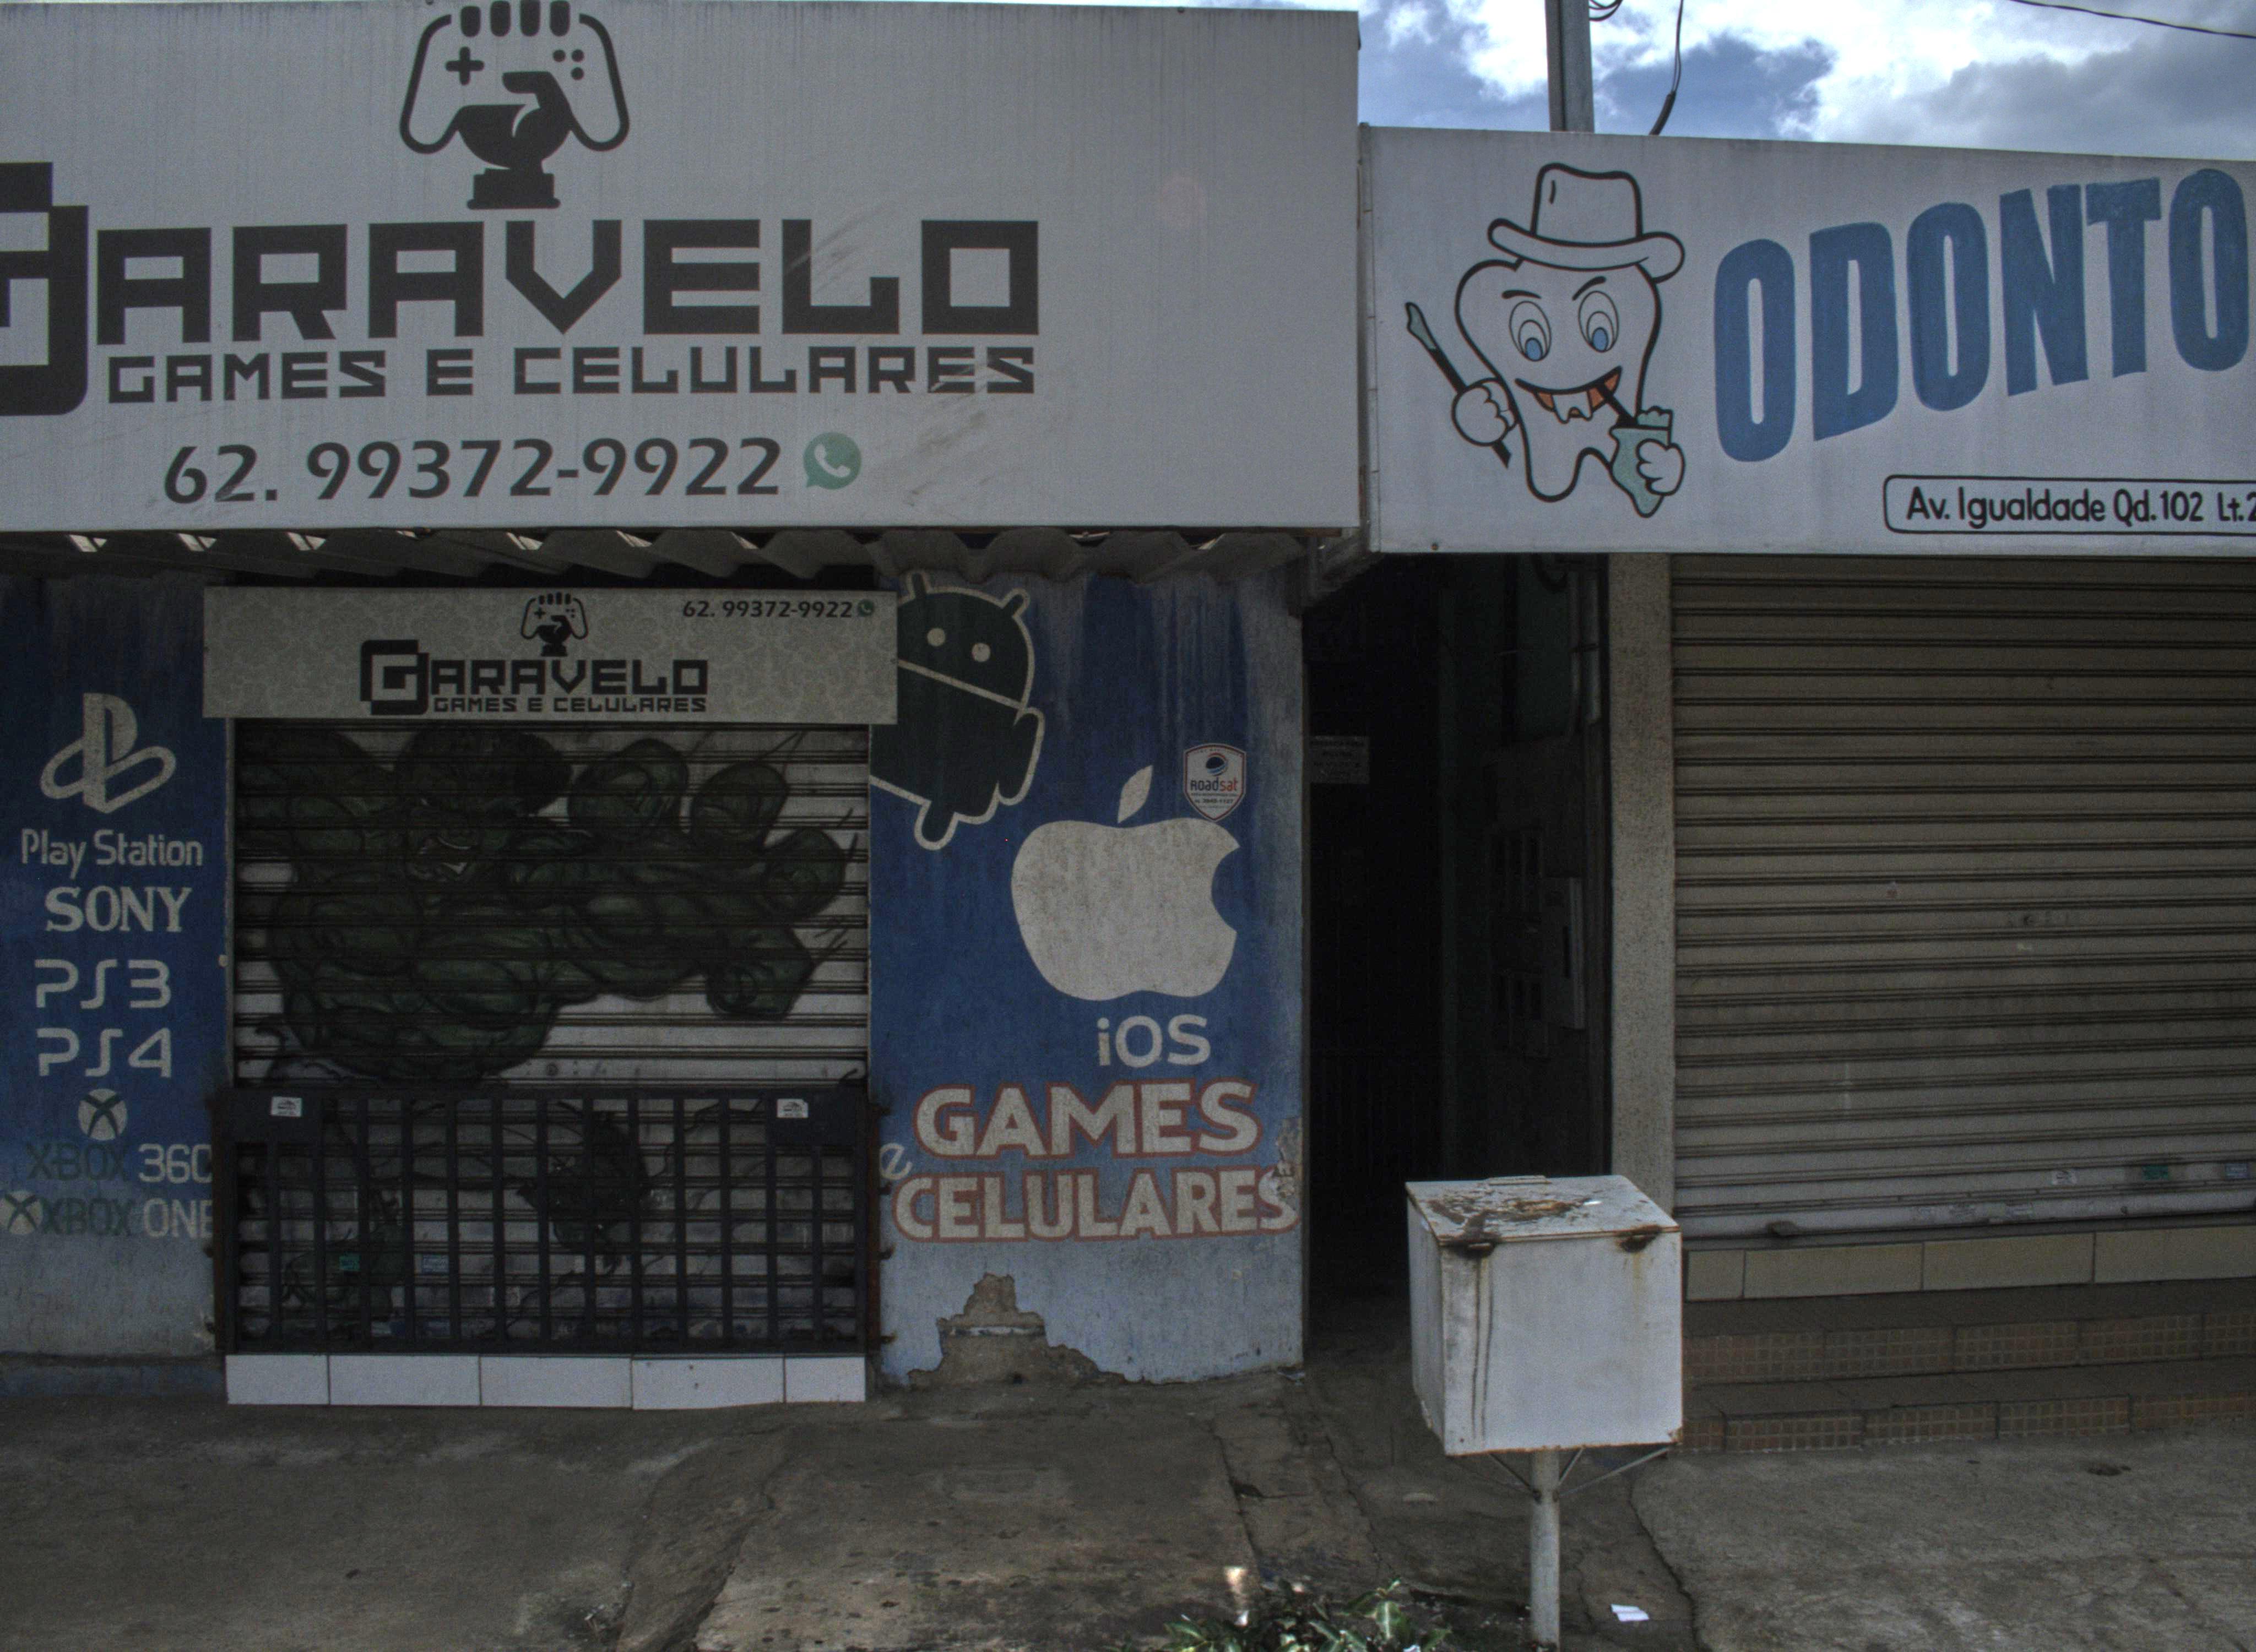 GARAVELO
GAMES E CELULARES
62. 99372-9922
ODONTO
Av. Igualdade Qd.102 Lt.2
62. 99372-9922
GARAVELO
GAMES E CELULARES
Play Station
SONY
PS3
PS4
XBOX 360
XBOX ONE
ROADsat
iOS
GAMES
e
CELULARES